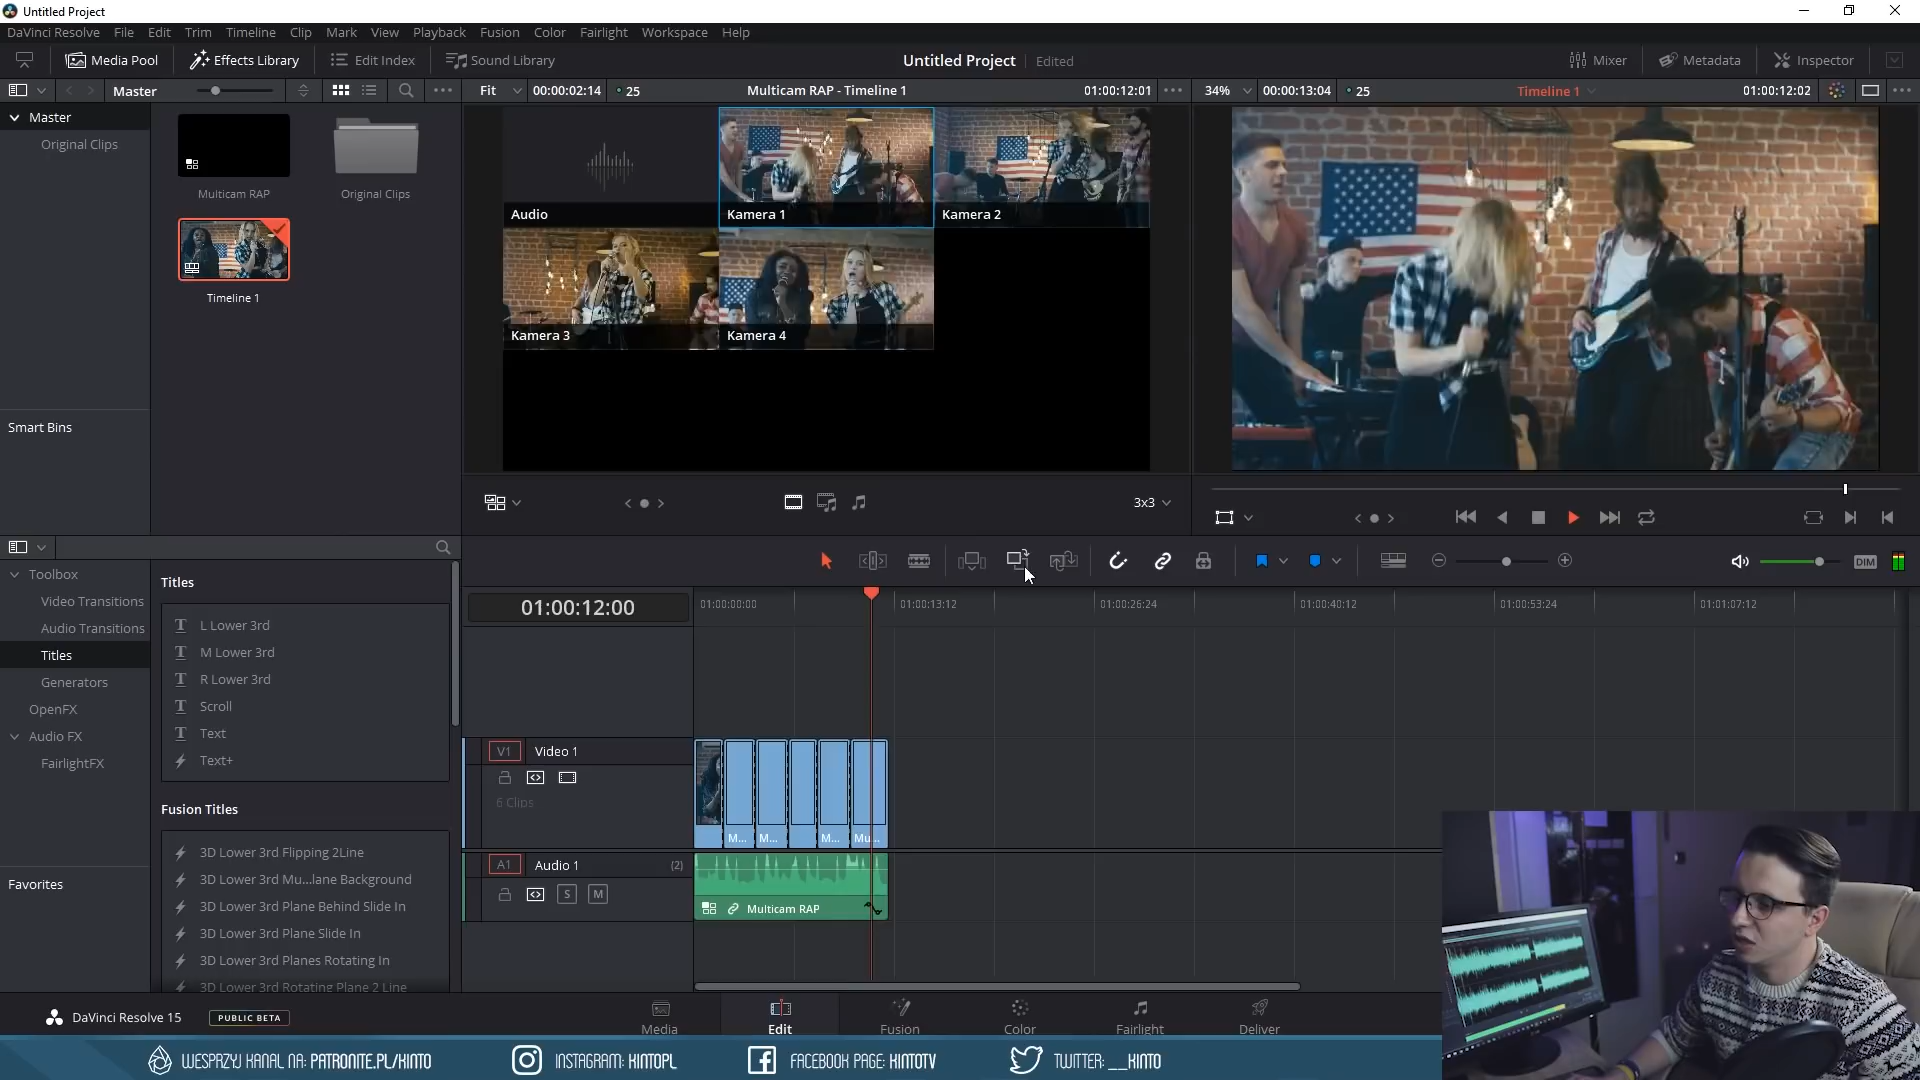 Untitled Project
DaVinci Resolve File Edit Trim Timeline Clip Mark View Playback Fusion Color Fairlight Workspace Help
Media Pool Effects Library Edit Index Sound Library Untitled Project Edited Mixer Metadata Inspector
Master Fit 00:00:02:14 25 Multicam RAP - Timeline 1 01:00:12:01 34% 00:00:13:04 25 Timeline 1 01:00:12:02
Master
Original Clips
Multicam RAP
Original Clips
Timeline 1
Smart Bins
Audio
Kamera 1
Kamera 2
Kamera 3
Kamera 4
3x3
DIM
Toolbox
Video Transitions
Audio Transitions
Titles
Generators
OpenFX
Audio FX
FairlightFX
Favorites
Titles
L Lower 3rd
M Lower 3rd
R Lower 3rd
Scroll
Text
Text+
Fusion Titles
3D Lower 3rd Flipping 2Line
3D Lower 3rd Mu...lane Background
3D Lower 3rd Plane Behind Slide In
3D Lower 3rd Plane Slide In
3D Lower 3rd Planes Rotating In
3D Lower 3rd Rotating Plane 2 Line
01:00:12:00
01:00:00:00 01:00:13:12 01:00:26:24 01:00:40:12 01:00:53:24 01:01:07:12
V1 Video 1
6 Clips
M... M... M... Mu...
A1 Audio 1 (2)
S M
Multicam RAP
DaVinci Resolve 15 PUBLIC BETA
Media Edit Fusion Color Fairlight Deliver
WESPRZYJ KANAŁ NA: PATRONITE.PL/KINTO INSTAGRAM: KINTOPL FACEBOOK PAGE: KINTOTV TWITTER: __KINTO